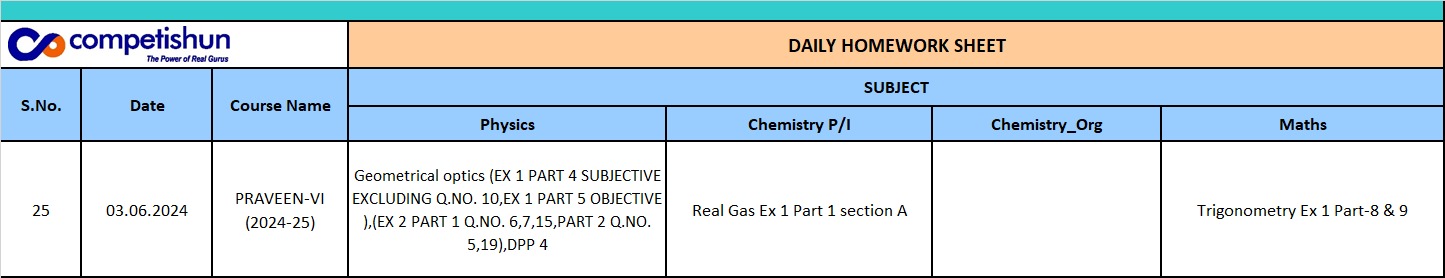 competishun
The Power of Real Gurus
DAILY HOMEWORK SHEET
S.No.
Date
Course Name
SUBJECT
Physics
Chemistry P/I
Chemistry_Org
Maths
25
03.06.2024
PRAVEEN-VI
(2024-25)
Geometrical optics (EX 1 PART 4 SUBJECTIVE
EXCLUDING Q.NO. 10,EX 1 PART 5 OBJECTIVE
),(EX 2 PART 1 Q.NO. 6,7,15,PART 2 Q.NO.
5,19),DPP 4
Real Gas Ex 1 Part 1 section A
Trigonometry Ex 1 Part-8 & 9